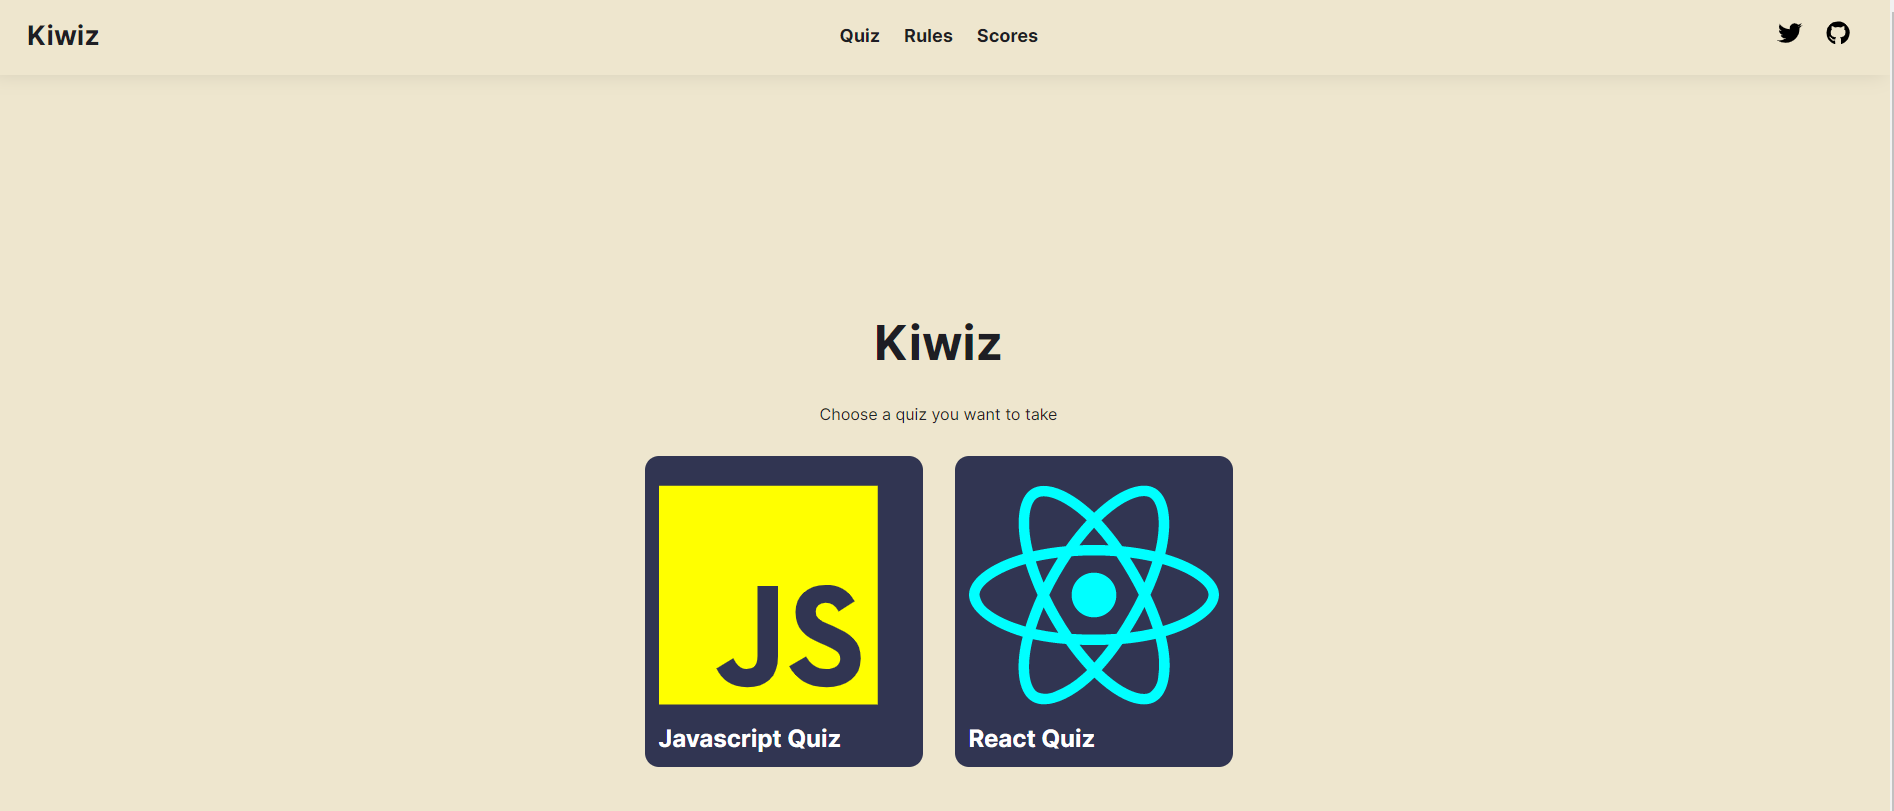 Kiwiz
Quiz Rules Scores
Kiwiz
Choose a quiz you want to take
JS
Javascript Quiz
React Quiz